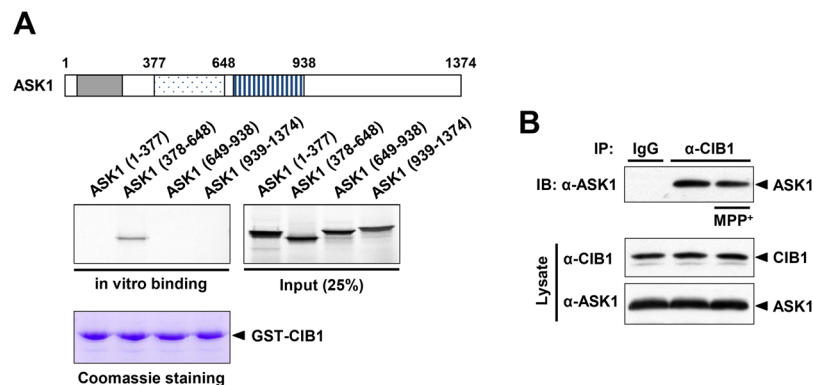 A
1 377 648 938 1374
ASK1
ASK1 (1-377)
ASK1 (378-648)
ASK1 (649-938)
ASK1 (939-1374)
ASK1 (1-377)
ASK1 (378-648)
ASK1 (649-938)
ASK1 (939-1374)
in vitro binding
Input (25%)
GST-CIB1
Coomassie staining
B
IP: IgG α-CIB1
IB: α-ASK1 ASK1
MPP⁺
Lysate
α-CIB1 CIB1
α-ASK1 ASK1